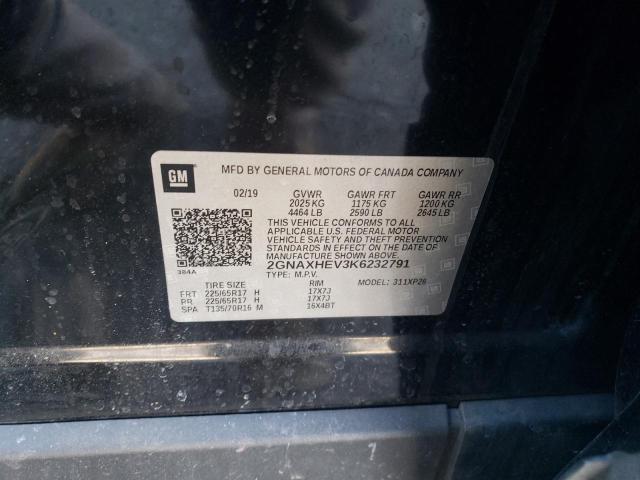 GM
MFD BY GENERAL MOTORS OF CANADA COMPANY
02/19 GVWR GAWR FRT GAWR RR
2025 KG 1175 KG 1200 KG
4464 LB 2590 LB 2645 LB
THIS VEHICLE CONFORMS TO ALL
APPLICABLE U.S. FEDERAL MOTOR
VEHICLE SAFETY AND THEFT PREVENTION
STANDARDS IN EFFECT ON THE DATE OF
MANUFACTURE SHOWN ABOVE.
2GNAXHEV3K6232791
384A TYPE: M.P.V. MODEL: 311XP26
TIRE SIZE RIM
FRT 225/65R17 H 17X7J
RR 225/65R17 H 17X7J
SPA T135/70R16 M 16X4BT